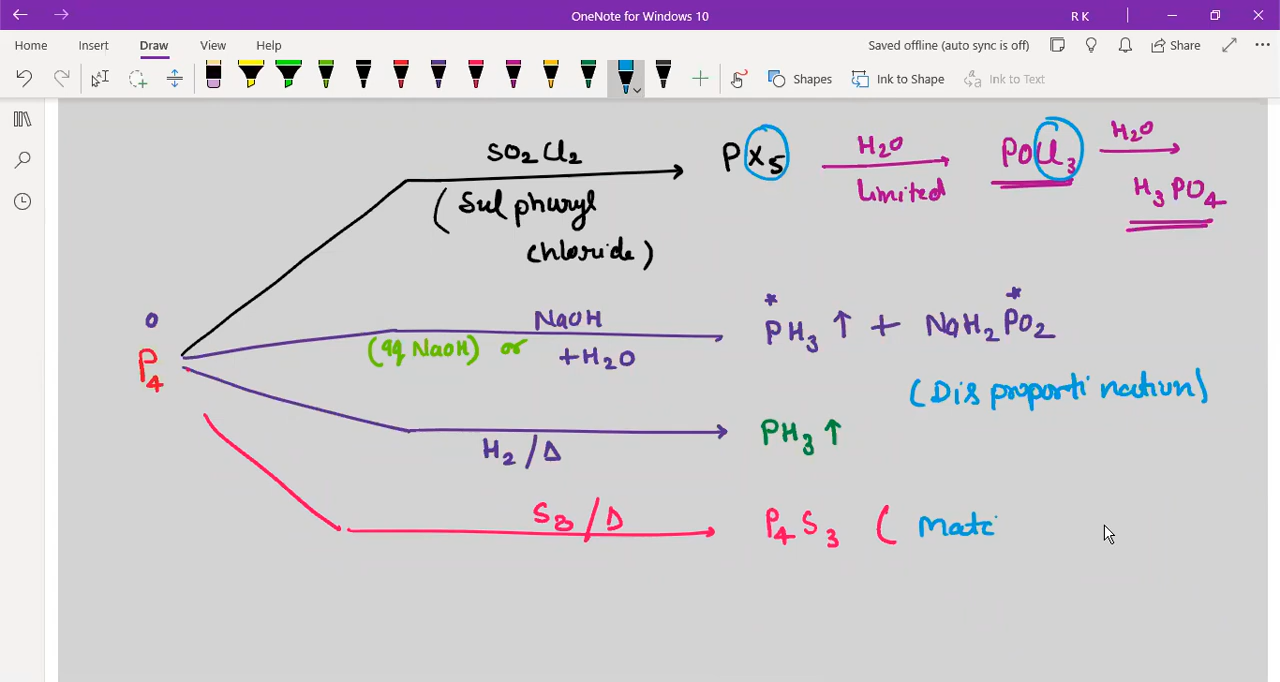 OneNote for Windows 10
R K
Home Insert Draw View Help
Saved offline (auto sync is off)
Share
Shapes
Ink to Shape
Ink to Text
SO2Cl2
(Sulphuryl
chloride)
PX5
H2O
Limited
POCl3
H2O
H3PO4
0
P4
NaOH
(aq NaOH) or +H2O
* *
PH3 ↑ + NaH2PO2
(Disproportination)
H2/Δ
PH3 ↑
S8/Δ
P4S3 ( Matc